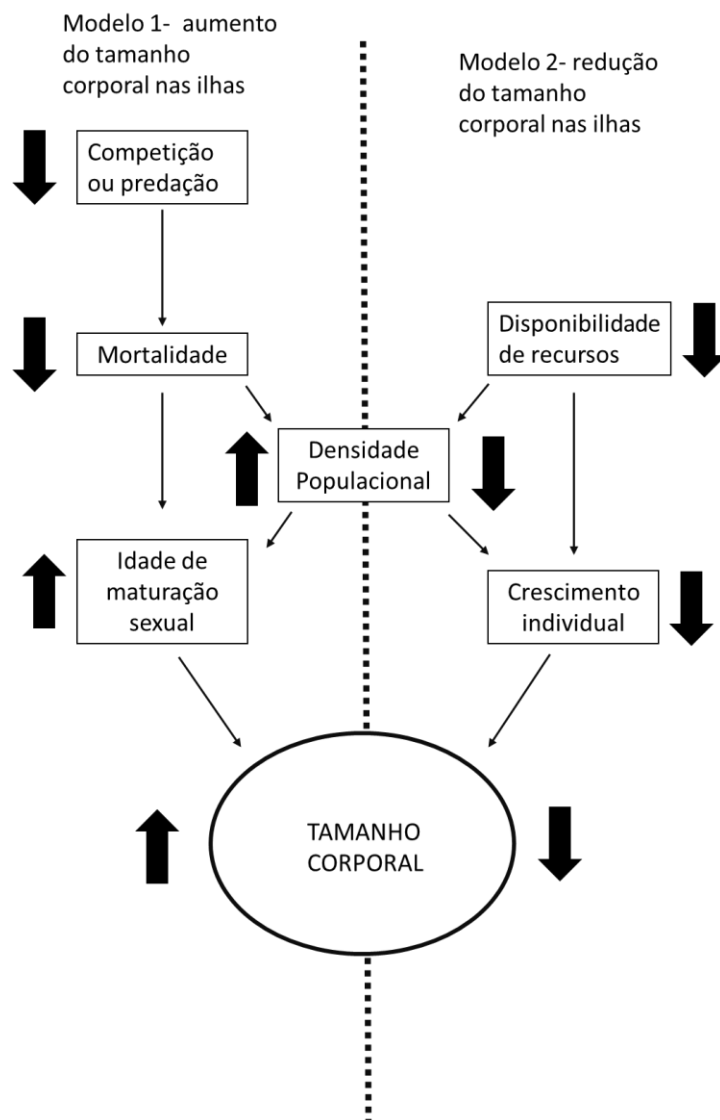 Modelo 1- aumento
do tamanho
corporal nas ilhas
Modelo 2- redução
do tamanho
corporal nas ilhas
Competição
ou predação
Mortalidade
Disponibilidade
de recursos
Densidade
Populacional
Idade de
maturação
sexual
Crescimento
individual
TAMANHO
CORPORAL